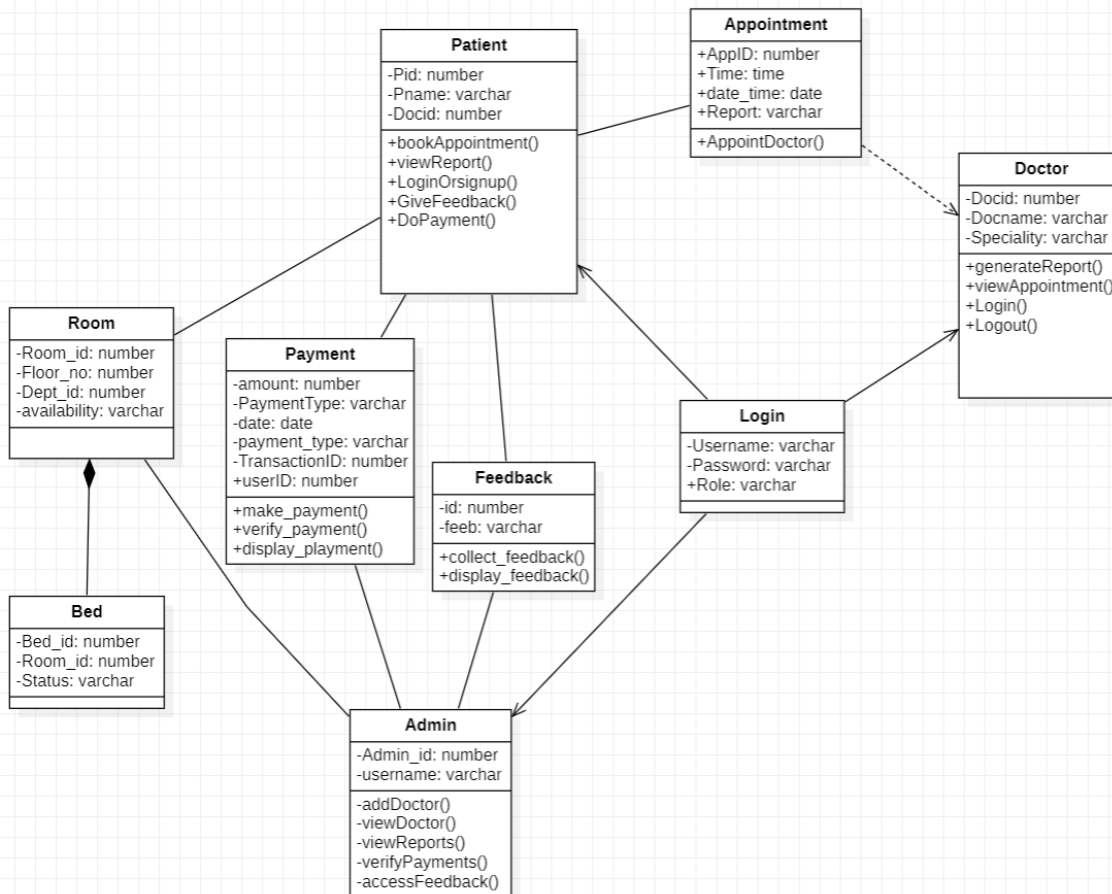 Patient
-Pid: number
-Pname: varchar
-Docid: number
+bookAppointment()
+viewReport()
+LoginOrsignup()
+GiveFeedback()
+DoPayment()
Appointment
+AppID: number
+Time: time
+date_time: date
+Report: varchar
+AppointDoctor()
Doctor
-Docid: number
-Docname: varchar
-Speciality: varchar
+generateReport()
+viewAppointment()
+Login()
+Logout()
Room
-Room_id: number
-Floor_no: number
-Dept_id: number
-availability: varchar
Payment
-amount: number
-PaymentType: varchar
-date: date
-payment_type: varchar
-TransactionID: number
+userID: number
+make_payment()
+verify_payment()
+display_playment()
Feedback
-id: number
-feeb: varchar
+collect_feedback()
+display_feedback()
Login
-Username: varchar
-Password: varchar
+Role: varchar
Bed
-Bed_id: number
-Room_id: number
-Status: varchar
Admin
-Admin_id: number
-username: varchar
-addDoctor()
-viewDoctor()
-viewReports()
-verifyPayments()
-accessFeedback()